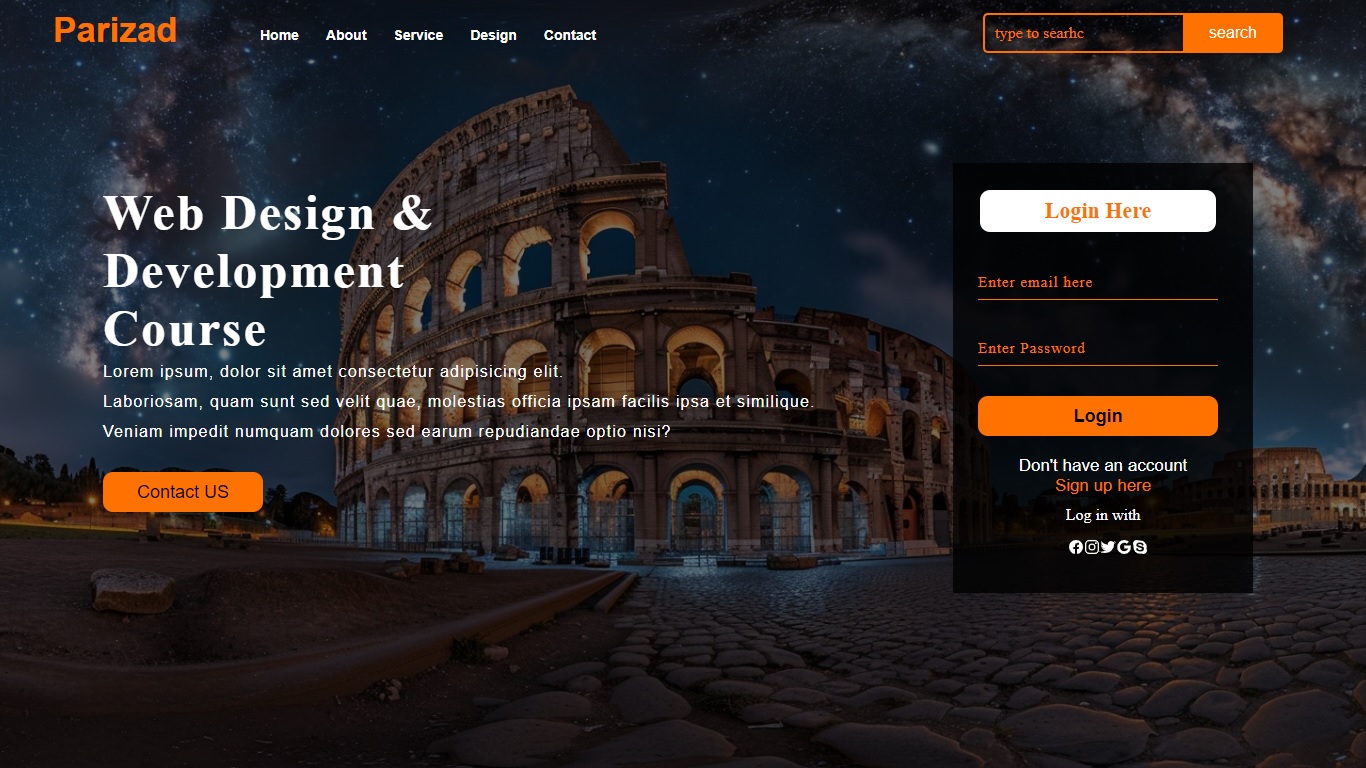 Parizad
Home About Service Design Contact
type to searhc
search
Web Design &
Development
Course
Lorem ipsum, dolor sit amet consectetur adipisicing elit.
Laboriosam, quam sunt sed velit quae, molestias officia ipsam facilis ipsa et similique.
Veniam impedit numquam dolores sed earum repudiandae optio nisi?
Contact US
Login Here
Enter email here
Enter Password
Login
Don't have an account
Sign up here
Log in with